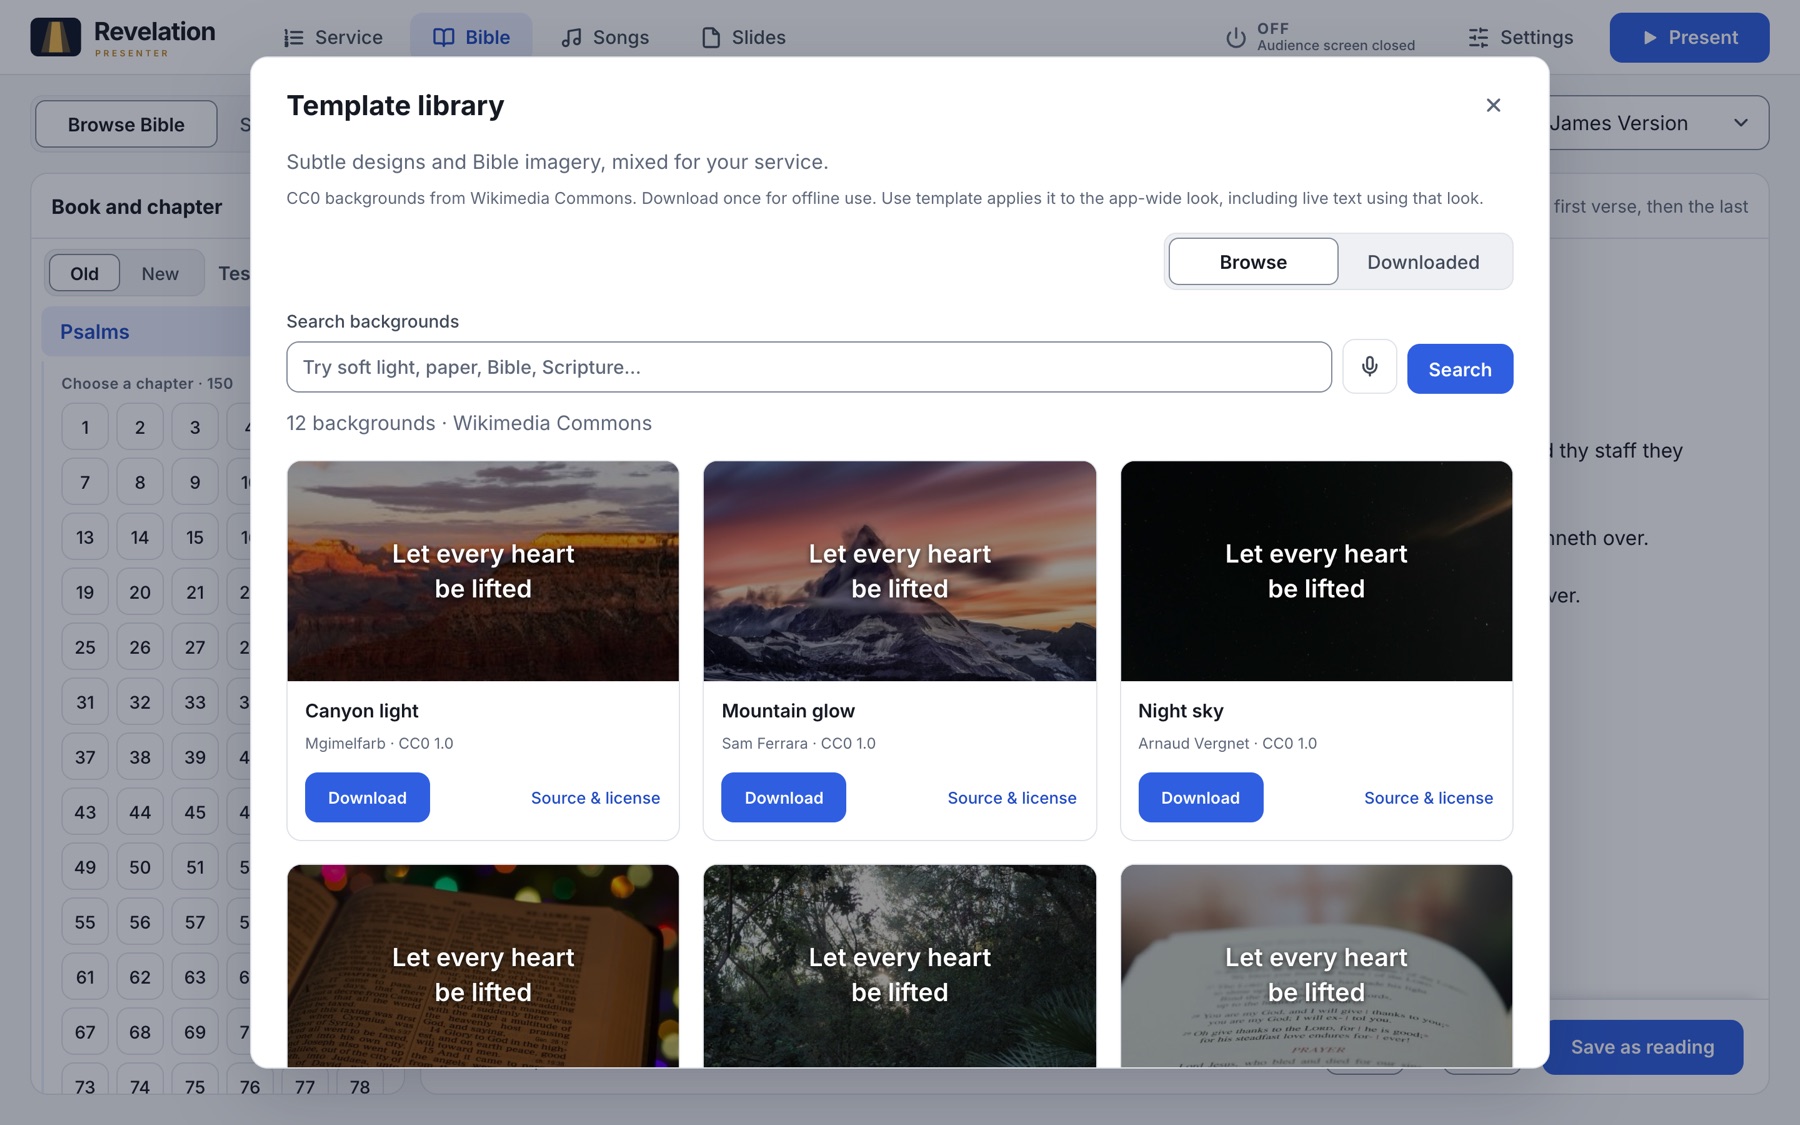 Revelation
PRESENTER
Service
Bible
Songs
Slides
OFF
Audience screen closed
Settings
Present
Template library
Browse Bible
James Version
Subtle designs and Bible imagery, mixed for your service.
CC0 backgrounds from Wikimedia Commons. Download once for offline use. Use template applies it to the app-wide look, including live text using that look.
Book and chapter
first verse, then the last
Browse
Downloaded
Old
New
Psalms
Search backgrounds
Try soft light, paper, Bible, Scripture...
Search
Choose a chapter · 150
12 backgrounds · Wikimedia Commons
1 2 3
7 8 9
13 14 15
19 20 21
25 26 27
31 32 33
37 38 39
43 44 45
49 50 51
55 56 57
61 62 63
67 68 69
73 74 75 76 77 78
thy staff they
over.
Let every heart
be lifted
Canyon light
Mgimelfarb · CC0 1.0
Download
Source & license
Let every heart
be lifted
Mountain glow
Sam Ferrara · CC0 1.0
Download
Source & license
Let every heart
be lifted
Night sky
Arnaud Vergnet · CC0 1.0
Download
Source & license
Let every heart
be lifted
Let every heart
be lifted
Let every heart
be lifted
PRAYER
Save as reading